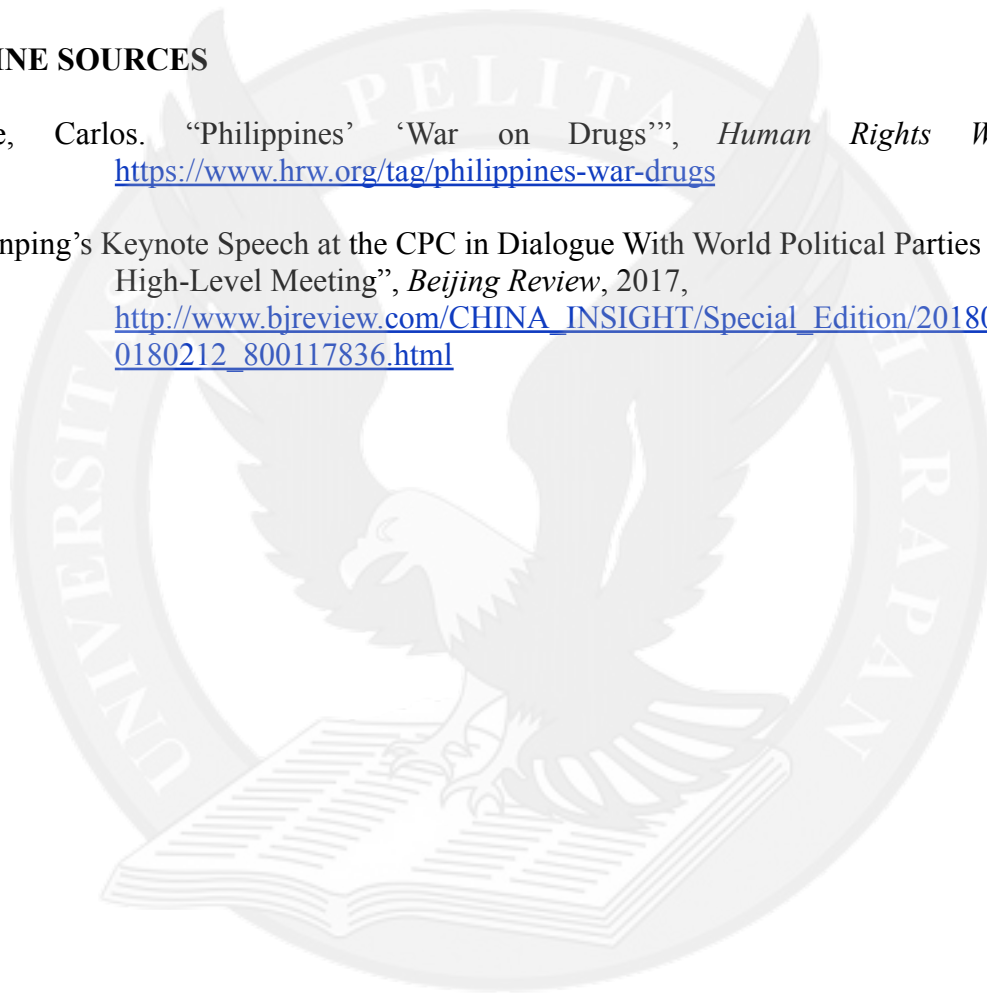 INE SOURCES
e, Carlos. “Philippines’ ‘War on Drugs’”, Human Rights W
https://www.hrw.org/tag/philippines-war-drugs
nping’s Keynote Speech at the CPC in Dialogue With World Political Parties
High-Level Meeting”, Beijing Review, 2017,
http://www.bjreview.com/CHINA_INSIGHT/Special_Edition/20180
0180212_800117836.html
UNIVERSITAS PELITA HARAPAN